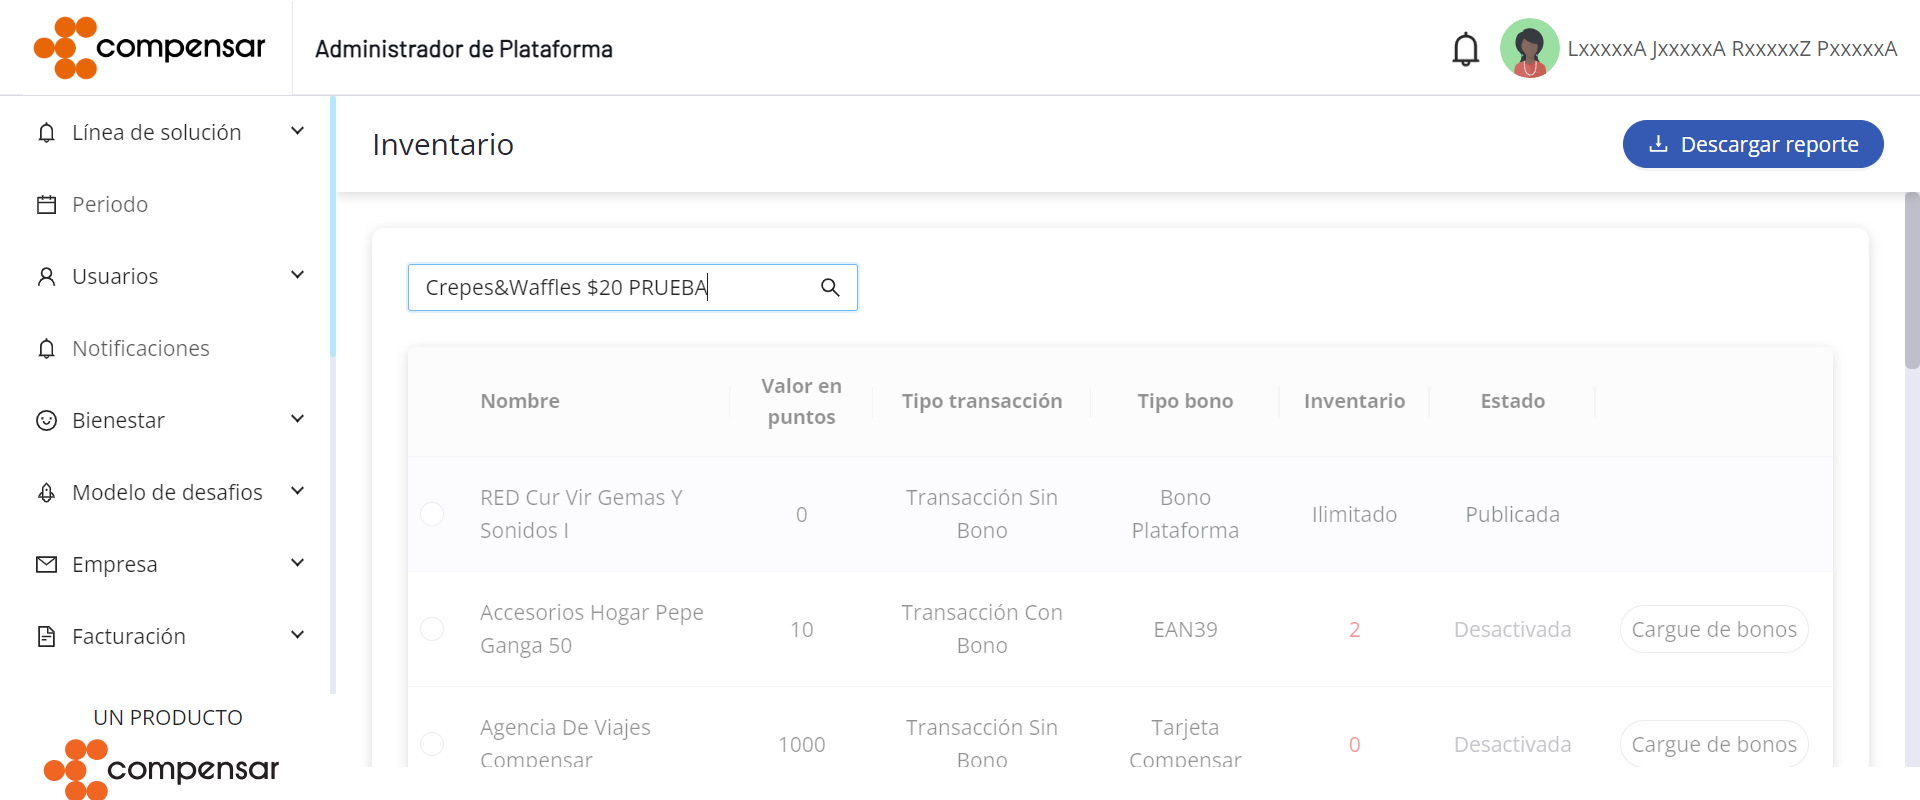 compensar
Administrador de Plataforma
LxxxxxA JxxxxxA RxxxxxZ PxxxxxA
Línea de solución
Periodo
Usuarios
Notificaciones
Bienestar
Modelo de desafios
Empresa
Facturación
UN PRODUCTO
compensar
Inventario
Descargar reporte
Crepes&Waffles $20 PRUEBA
Nombre
Valor en
puntos
Tipo transacción
Tipo bono
Inventario
Estado
RED Cur Vir Gemas Y
Sonidos I
0
Transacción Sin
Bono
Bono
Plataforma
Ilimitado
Publicada
Accesorios Hogar Pepe
Ganga 50
10
Transacción Con
Bono
EAN39
2
Desactivada
Cargue de bonos
Agencia De Viajes
Compensar
1000
Transacción Sin
Bono
Tarjeta
Compensar
0
Desactivada
Cargue de bonos